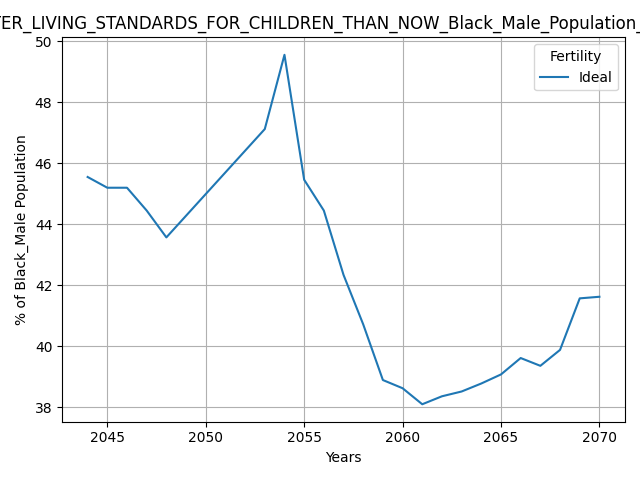 TER_LIVING_STANDARDS_FOR_CHILDREN_THAN_NOW_Black_Male_Population_
50
48
46
44
42
40
38
% of Black_Male Population
Fertility
Ideal
2045 2050 2055 2060 2065 2070
Years